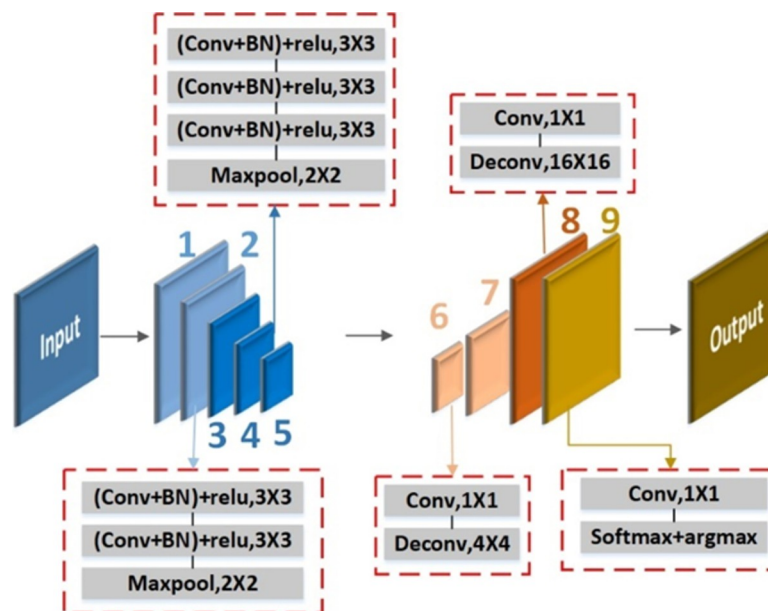 (Conv+BN)+relu,3X3
(Conv+BN)+relu,3X3
(Conv+BN)+relu,3X3
Maxpool,2X2
Conv,1X1
Deconv,16X16
1
2
8
9
6
7
Input
Output
3
4
5
(Conv+BN)+relu,3X3
(Conv+BN)+relu,3X3
Maxpool,2X2
Conv,1X1
Deconv,4X4
Conv,1X1
Softmax+argmax